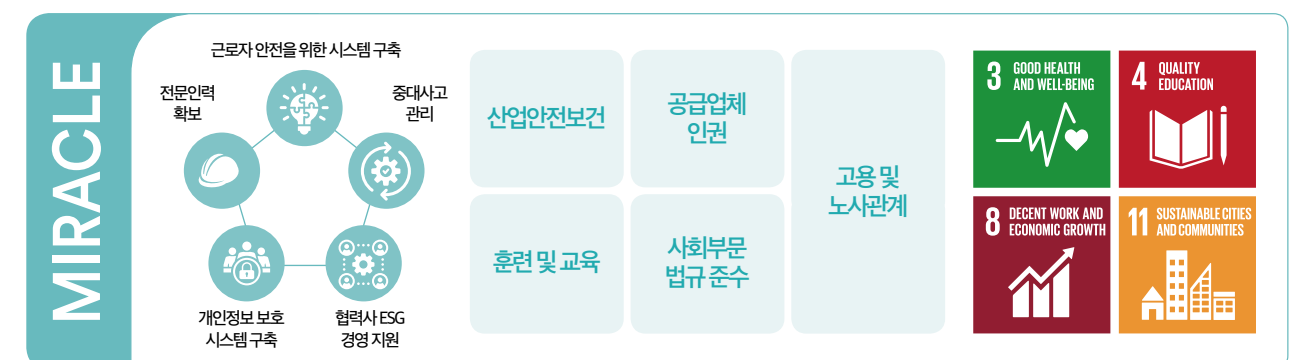 MIRACLE
근로자 안전을 위한 시스템 구축
전문인력
확보
중대사고
관리
개인정보 보호
시스템 구축
협력사 ESG
경영 지원
산업안전보건
공급업체
인권
훈련 및 교육
사회부문
법규 준수
고용 및
노사관계
3 GOOD HEALTH
AND WELL-BEING
4 QUALITY
EDUCATION
8 DECENT WORK AND
ECONOMIC GROWTH
11 SUSTAINABLE CITIES
AND COMMUNITIES